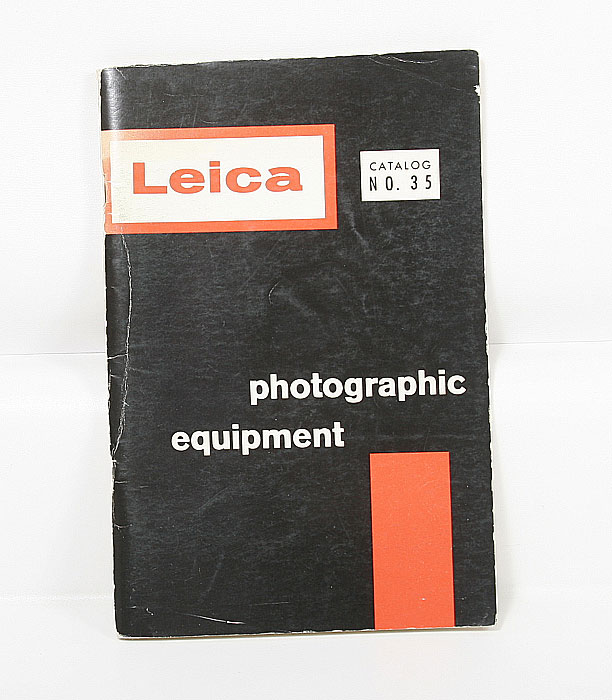 Leica
CATALOG
NO. 35
photographic
equipment